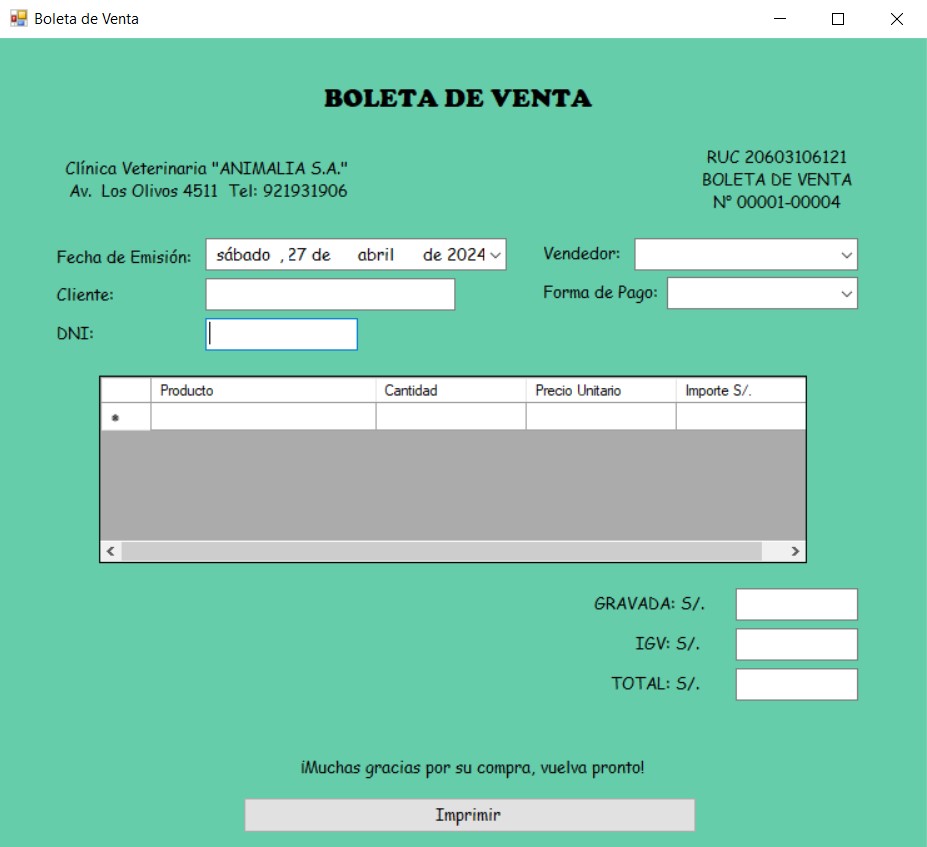 Boleta de Venta
BOLETA DE VENTA
Clínica Veterinaria "ANIMALIA S.A."
Av. Los Olivos 4511 Tel: 921931906
RUC 20603106121
BOLETA DE VENTA
N° 00001-00004
Fecha de Emisión: sábado , 27 de abril de 2024
Vendedor:
Cliente:
Forma de Pago:
DNI:
Producto Cantidad Precio Unitario Importe S/.
GRAVADA: S/.
IGV: S/.
TOTAL: S/.
¡Muchas gracias por su compra, vuelva pronto!
Imprimir